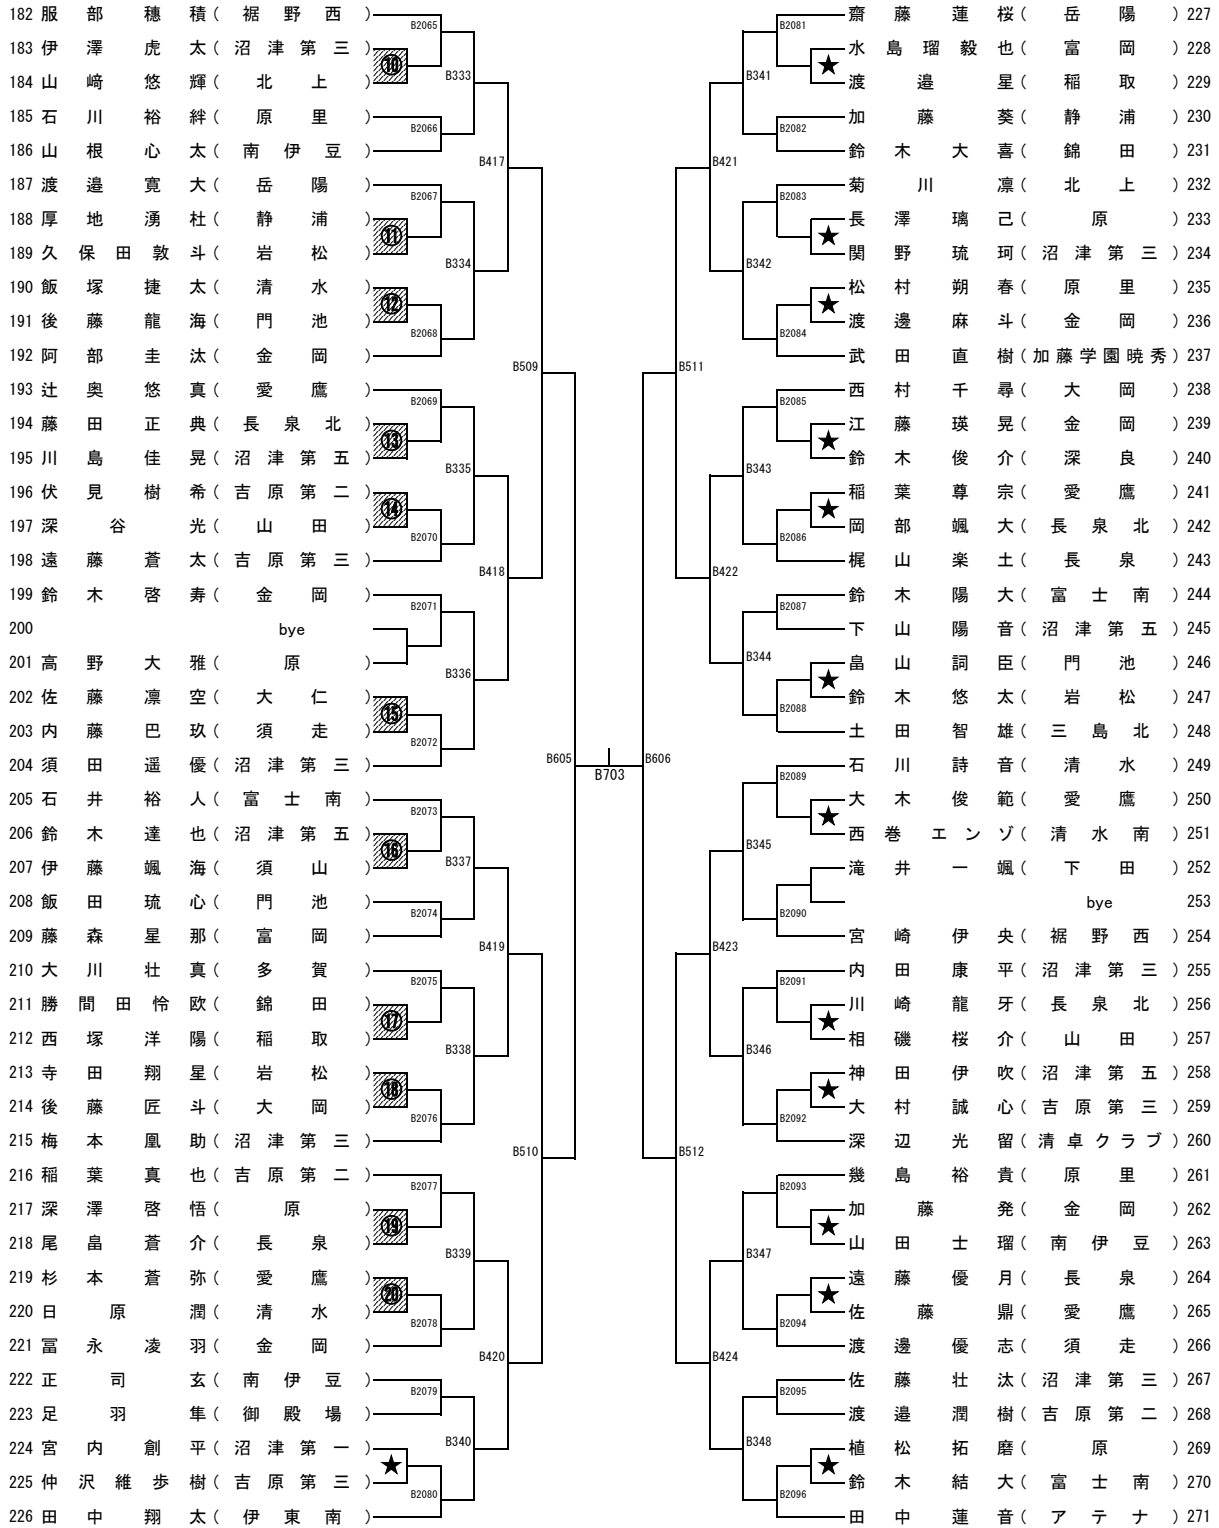 182 服部穂積(裾野西)
183 伊澤虎太(沼津第三)
184 山﨑悠輝(北上)
185 石川裕絆(原里)
186 山根心太(南伊豆)
187 渡邉寛大(岳陽)
188 厚地湧杜(静浦)
189 久保田敦斗(岩松)
190 飯塚捷太(清水)
191 後藤龍海(門池)
192 阿部圭汰(金岡)
193 辻奥悠真(愛鷹)
194 藤田正典(長泉北)
195 川島佳晃(沼津第五)
196 伏見樹希(吉原第二)
197 深谷光(山田)
198 遠藤蒼太(吉原第三)
199 鈴木啓寿(金岡)
200 bye
201 高野大雅(原)
202 佐藤凛空(大仁)
203 内藤巴玖(須走)
204 須田遥優(沼津第三)
205 石井裕人(富士南)
206 鈴木達也(沼津第五)
207 伊藤颯海(須山)
208 飯田琉心(門池)
209 藤森星那(富岡)
210 大川壮真(多賀)
211 勝間田怜欧(錦田)
212 西塚洋陽(稲取)
213 寺田翔星(岩松)
214 後藤匠斗(大岡)
215 梅本凰助(沼津第三)
216 稲葉真也(吉原第二)
217 深澤啓悟(原)
218 尾畠蒼介(長泉)
219 杉本蒼弥(愛鷹)
220 日原潤(清水)
221 冨永凌羽(金岡)
222 正司玄(南伊豆)
223 足羽隼(御殿場)
224 宮内創平(沼津第一)
225 仲沢維歩樹(吉原第三)
226 田中翔太(伊東南)
⑩
⑪
⑫
⑬
⑭
⑮
⑯
⑰
⑱
⑲
⑳
★
B2065
B2066
B2067
B2068
B2069
B2070
B2071
B2072
B2073
B2074
B2075
B2076
B2077
B2078
B2079
B2080
B333
B334
B335
B336
B337
B338
B339
B340
B417
B418
B419
B420
B509
B510
B605
B703
B606
B511
B512
B421
B422
B423
B424
B341
B342
B343
B344
B345
B346
B347
B348
B2081
B2082
B2083
B2084
B2085
B2086
B2087
B2088
B2089
B2090
B2091
B2092
B2093
B2094
B2095
B2096
★
★
★
★
★
★
★
★
★
★
★
★
齋藤蓮桜(岳陽)227
水島瑠毅也(富岡)228
渡邉星(稲取)229
加藤葵(静浦)230
鈴木大喜(錦田)231
菊川凛(北上)232
長澤璃己(原)233
関野琉珂(沼津第三)234
松村朔春(原里)235
渡邊麻斗(金岡)236
武田直樹(加藤学園暁秀)237
西村千尋(大岡)238
江藤瑛晃(金岡)239
鈴木俊介(深良)240
稲葉尊宗(愛鷹)241
岡部颯大(長泉北)242
梶山楽土(長泉)243
鈴木陽大(富士南)244
下山陽音(沼津第五)245
畠山詞臣(門池)246
鈴木悠太(岩松)247
土田智雄(三島北)248
石川詩音(清水)249
大木俊範(愛鷹)250
西巻エンゾ(清水南)251
滝井一颯(下田)252
bye 253
宮崎伊央(裾野西)254
内田康平(沼津第三)255
川崎龍牙(長泉北)256
相磯桜介(山田)257
神田伊吹(沼津第五)258
大村誠心(吉原第三)259
深辺光留(清卓クラブ)260
幾島裕貴(原里)261
加藤発(金岡)262
山田士瑠(南伊豆)263
遠藤優月(長泉)264
佐藤鼎(愛鷹)265
渡邊優志(須走)266
佐藤壮汰(沼津第三)267
渡邉潤樹(吉原第二)268
植松拓磨(原)269
鈴木結大(富士南)270
田中蓮音(アテナ)271